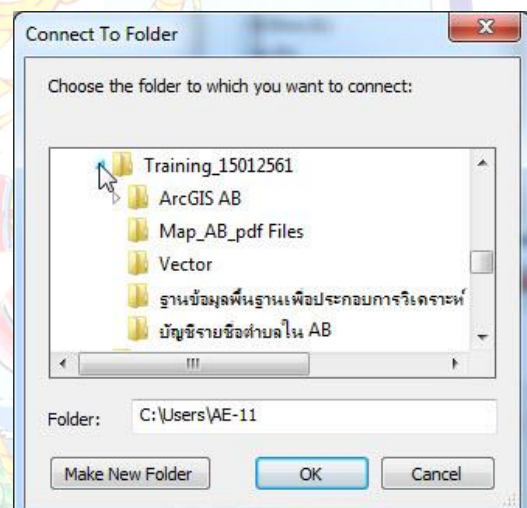 Connect To Folder
Choose the folder to which you want to connect:
Training_15012561
ArcGIS AB
Map_AB_pdf Files
Vector
ฐานข้อมูลพื้นฐานเพื่อประกอบการวิเคราะห์
บัญชีรายชื่อตำบลใน AB
Folder:
C:\Users\AE-11
Make New Folder
OK
Cancel